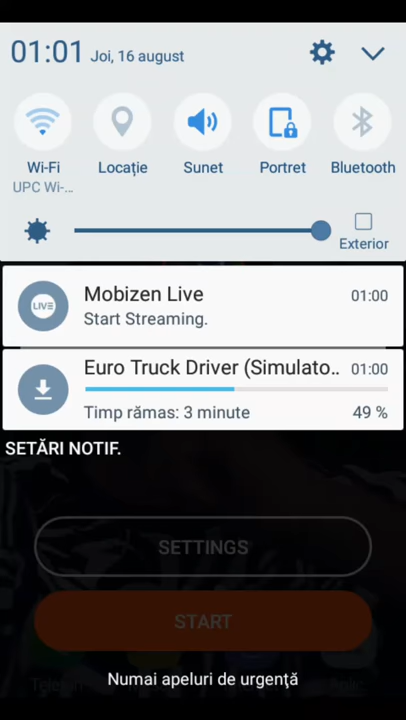 01:01 Joi, 16 august
Wi-Fi Locație Sunet Portret Bluetooth
UPC Wi-...
Exterior
Mobizen Live 01:00
LIVE
Start Streaming.
Euro Truck Driver (Simulato.. 01:00
Timp rămas: 3 minute 49 %
SETĂRI NOTIF.
SETTINGS
START
Numai apeluri de urgență